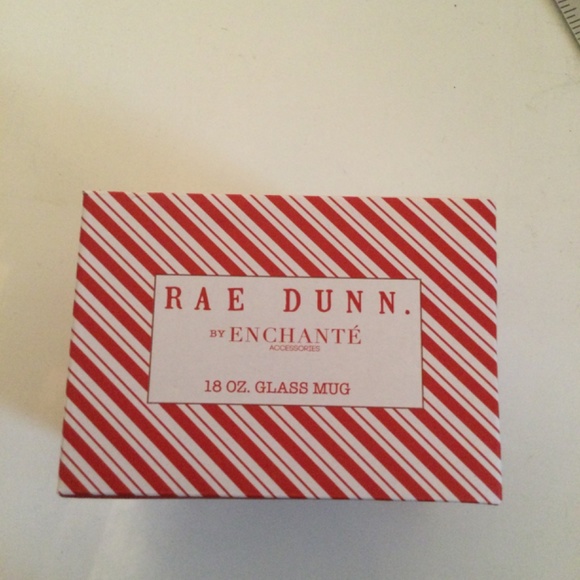 RAE DUNN.
BY ENCHANTÉ
ACCESSORIES
18 OZ. GLASS MUG